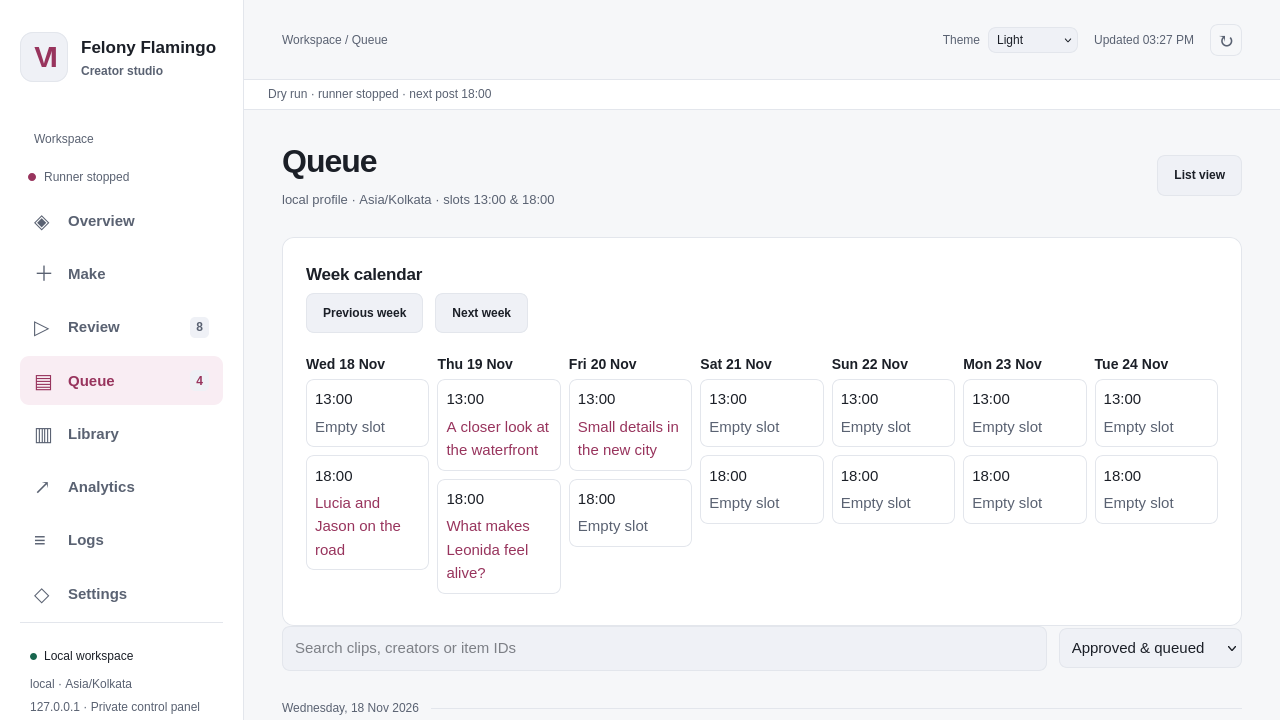 VI
Felony Flamingo
Creator studio
Workspace
Runner stopped
Overview
Make
Review 8
Queue 4
Library
Analytics
Logs
Settings
Local workspace
local · Asia/Kolkata
127.0.0.1 · Private control panel
Workspace / Queue
Theme Light Updated 03:27 PM
Dry run · runner stopped · next post 18:00
Queue
local profile · Asia/Kolkata · slots 13:00 & 18:00
List view
Week calendar
Previous week Next week
Wed 18 Nov
13:00
Empty slot
18:00
Lucia and
Jason on the
road
Thu 19 Nov
13:00
A closer look at
the waterfront
18:00
What makes
Leonida feel
alive?
Fri 20 Nov
13:00
Small details in
the new city
18:00
Empty slot
Sat 21 Nov
13:00
Empty slot
18:00
Empty slot
Sun 22 Nov
13:00
Empty slot
18:00
Empty slot
Mon 23 Nov
13:00
Empty slot
18:00
Empty slot
Tue 24 Nov
13:00
Empty slot
18:00
Empty slot
Search clips, creators or item IDs
Approved & queued
Wednesday, 18 Nov 2026